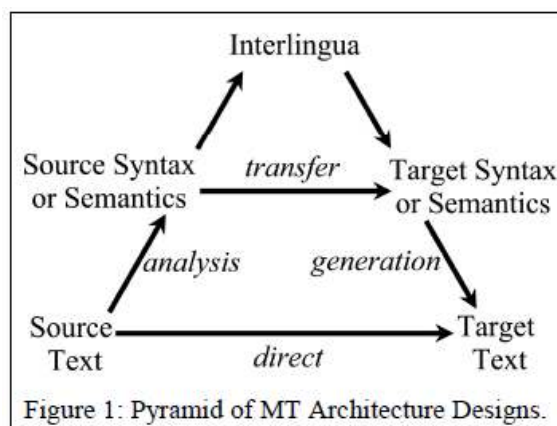 Interlingua
Source Syntax
or Semantics
transfer
Target Syntax
or Semantics
analysis
generation
Source
Text
direct
Target
Text
Figure 1: Pyramid of MT Architecture Designs.